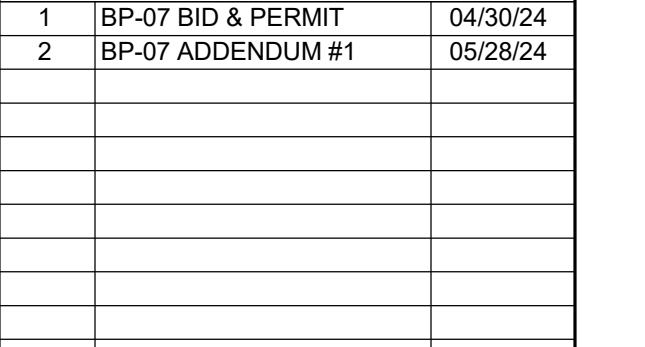 1 BP-07 BID & PERMIT 04/30/24
2 BP-07 ADDENDUM #1 05/28/24